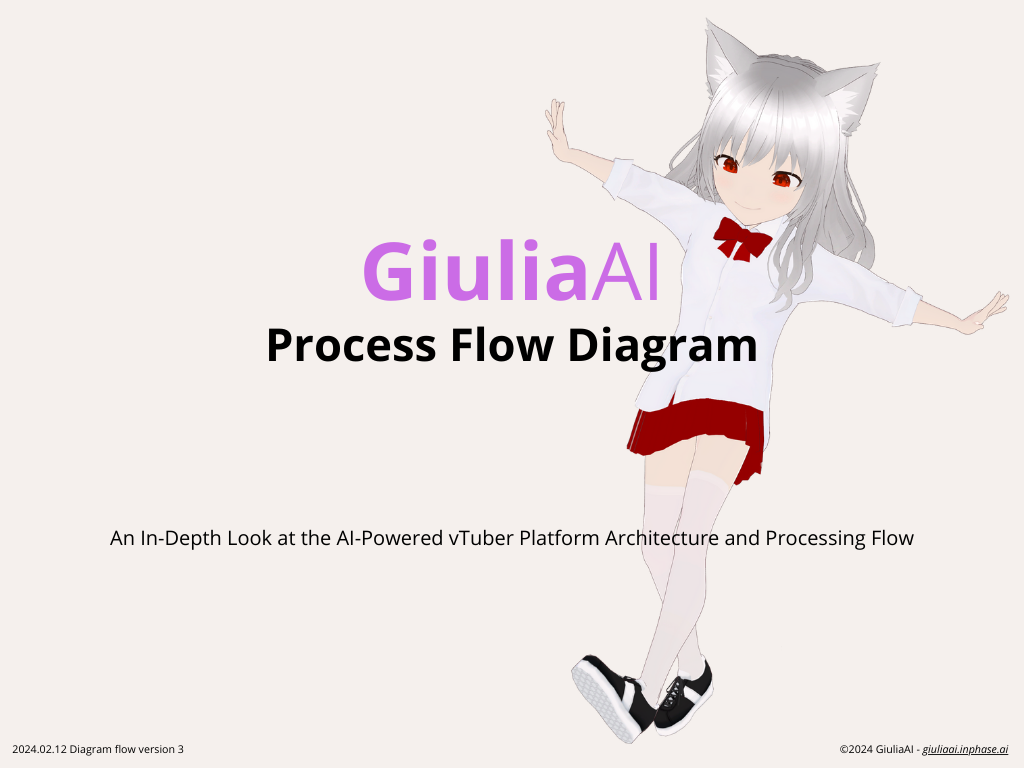 GiuliaAI
Process Flow Diagram
An In-Depth Look at the AI-Powered vTuber Platform Architecture and Processing Flow
2024.02.12 Diagram flow version 3
©2024 GiuliaAI - giuliaai.inphase.ai